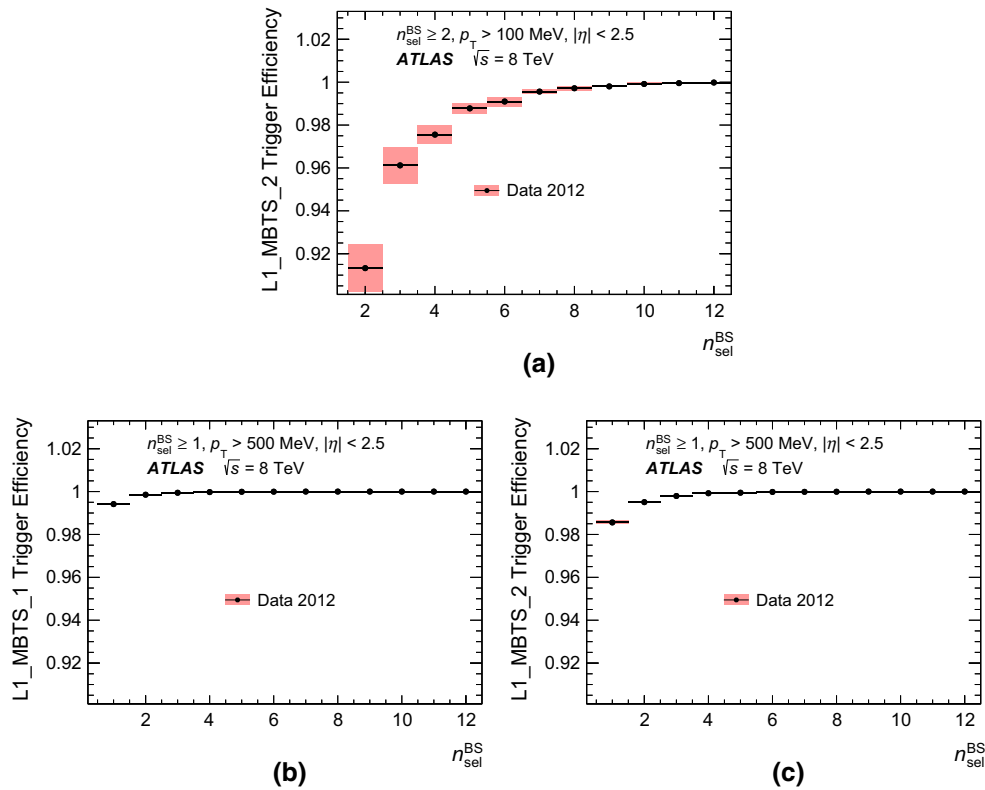 n_sel^BS ≥ 2, p_T > 100 MeV, |η| < 2.5
ATLAS √s = 8 TeV
L1_MBTS_2 Trigger Efficiency
1.02
1
0.98
0.96
0.94
0.92
Data 2012
2 4 6 8 10 12
n_sel^BS
(a)
n_sel^BS ≥ 1, p_T > 500 MeV, |η| < 2.5
ATLAS √s = 8 TeV
L1_MBTS_1 Trigger Efficiency
1.02
1
0.98
0.96
0.94
0.92
Data 2012
2 4 6 8 10 12
n_sel^BS
(b)
n_sel^BS ≥ 1, p_T > 500 MeV, |η| < 2.5
ATLAS √s = 8 TeV
L1_MBTS_2 Trigger Efficiency
1.02
1
0.98
0.96
0.94
0.92
Data 2012
2 4 6 8 10 12
n_sel^BS
(c)